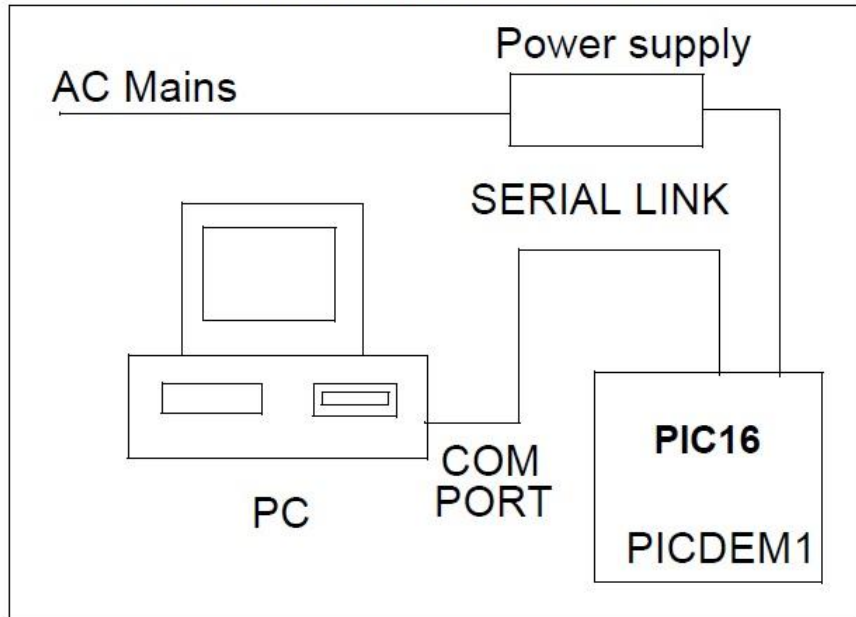 Power supply
AC Mains
SERIAL LINK
PIC16
COM
PORT
PC
PICDEM1